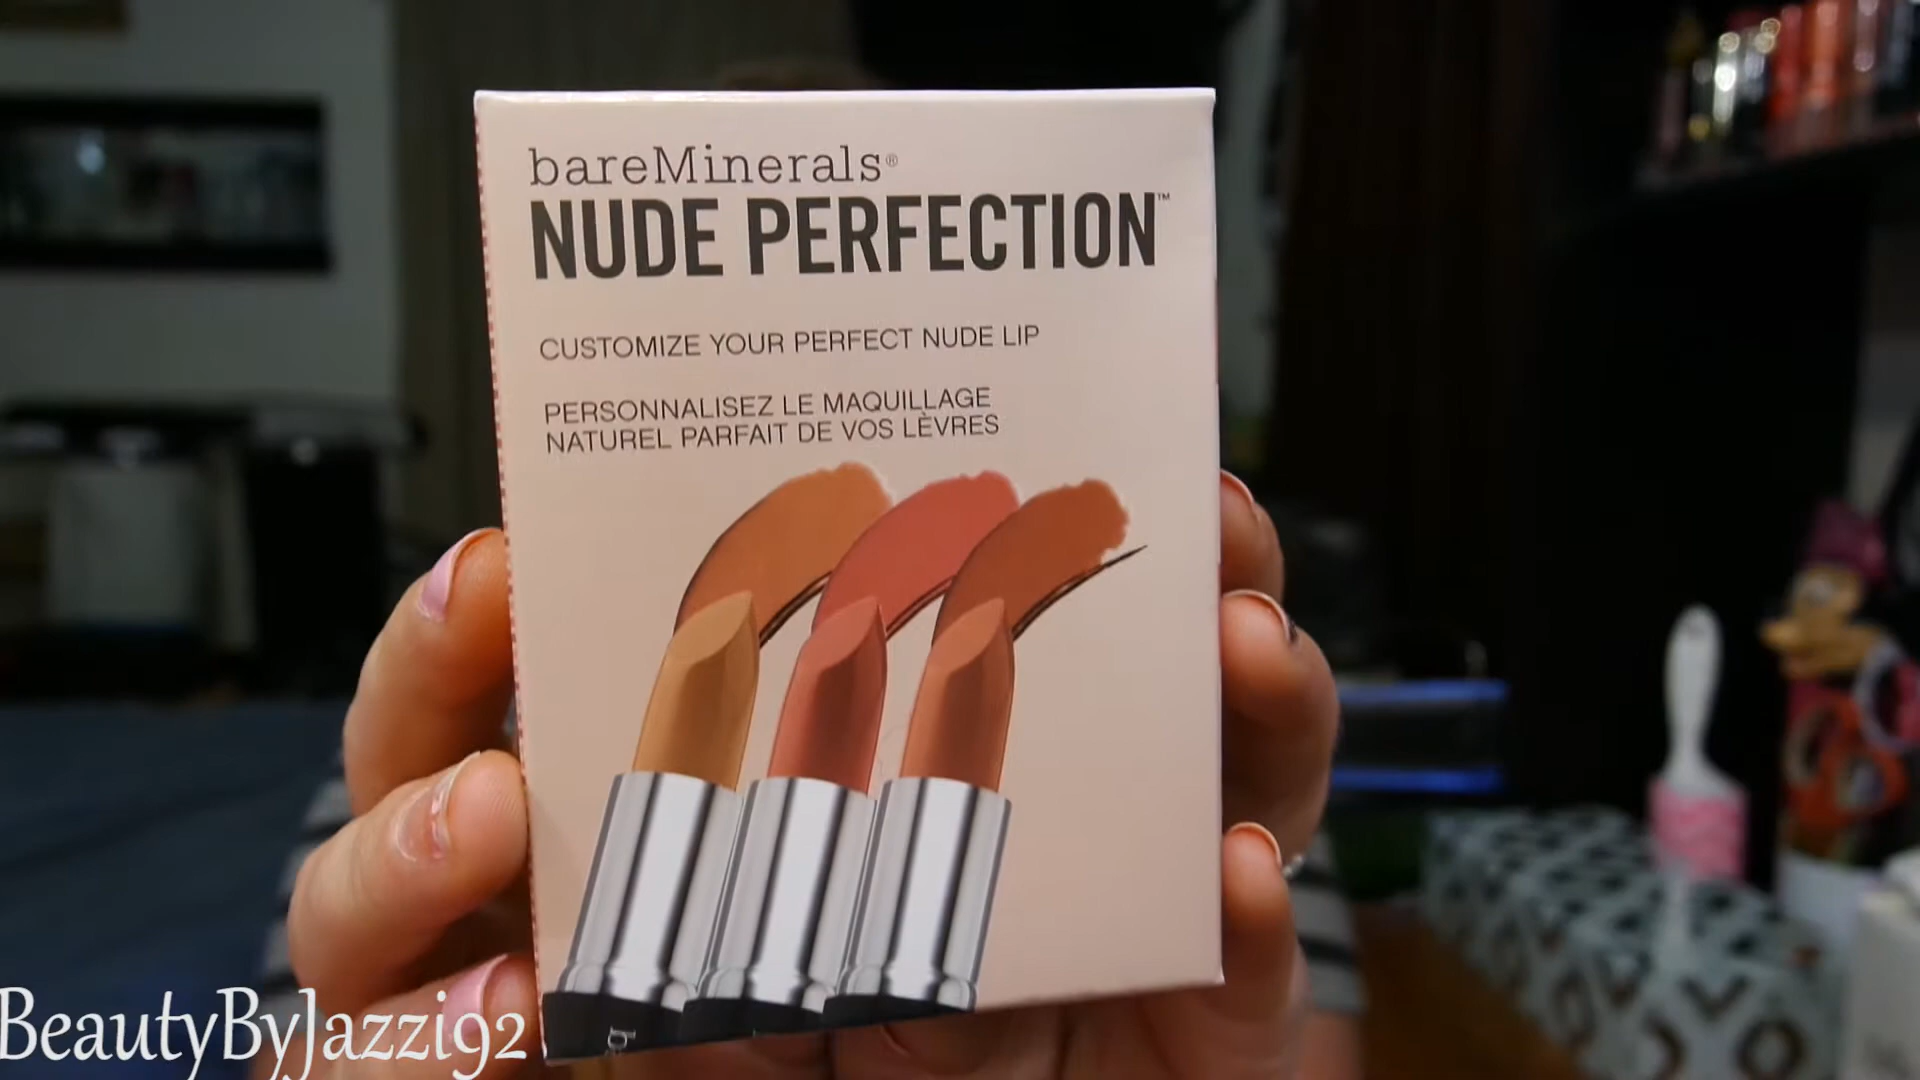 bareMinerals®
NUDE PERFECTION™
CUSTOMIZE YOUR PERFECT NUDE LIP
PERSONNALISEZ LE MAQUILLAGE
NATUREL PARFAIT DE VOS LÈVRES
BeautyByJazzi92